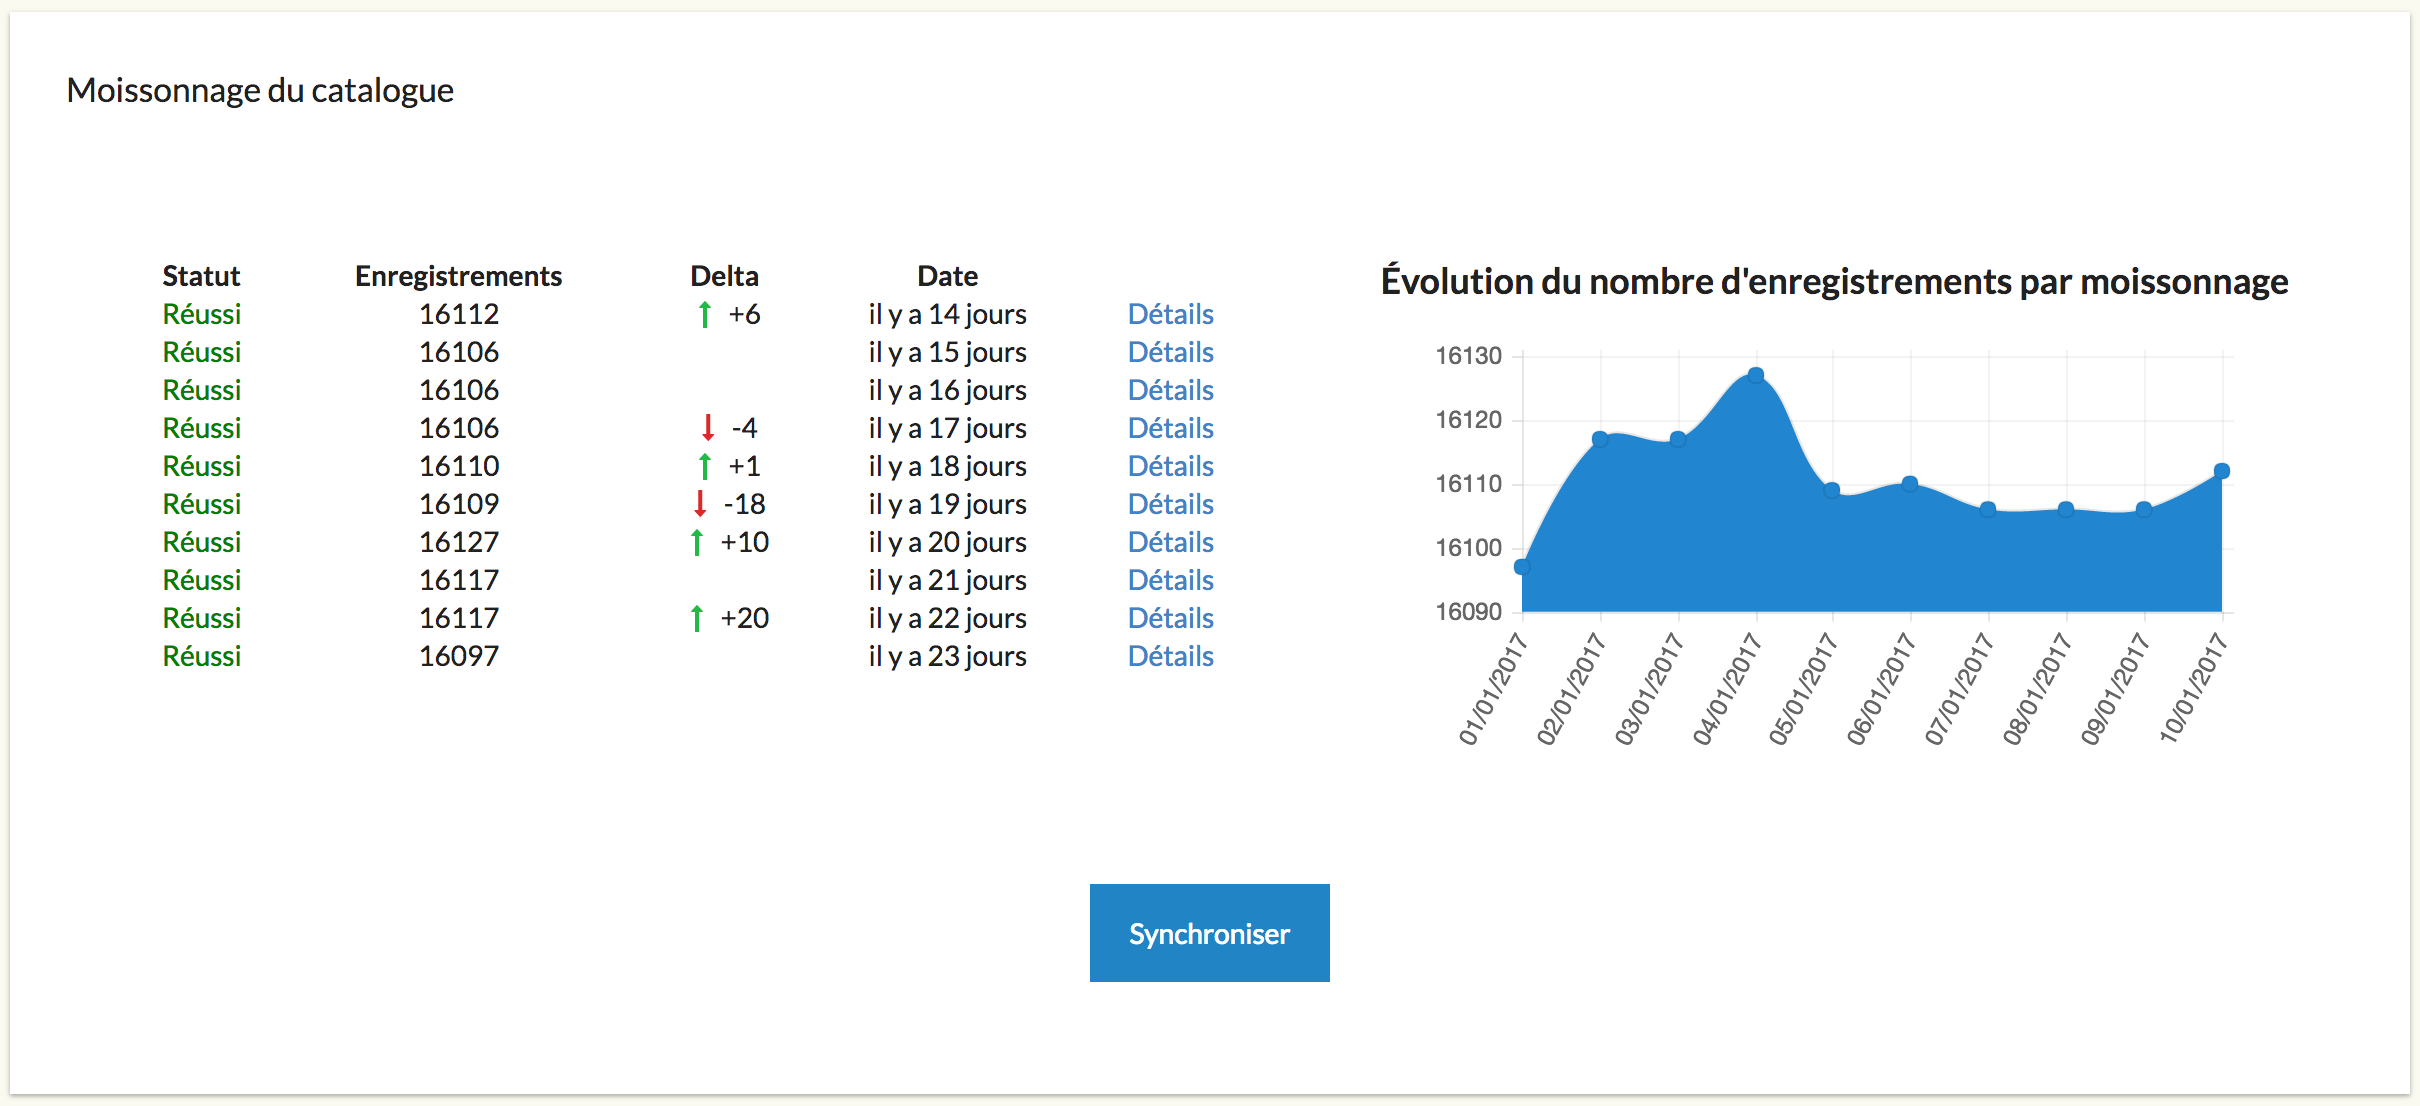 Moissonnage du catalogue
Statut Enregistrements Delta Date
Réussi 16112 +6 il y a 14 jours Détails
Réussi 16106 il y a 15 jours Détails
Réussi 16106 il y a 16 jours Détails
Réussi 16106 -4 il y a 17 jours Détails
Réussi 16110 +1 il y a 18 jours Détails
Réussi 16109 -18 il y a 19 jours Détails
Réussi 16127 +10 il y a 20 jours Détails
Réussi 16117 il y a 21 jours Détails
Réussi 16117 +20 il y a 22 jours Détails
Réussi 16097 il y a 23 jours Détails
Évolution du nombre d'enregistrements par moissonnage
16130
16120
16110
16100
16090
01/01/2017 02/01/2017 03/01/2017 04/01/2017 05/01/2017 06/01/2017 07/01/2017 08/01/2017 09/01/2017 10/01/2017
Synchroniser